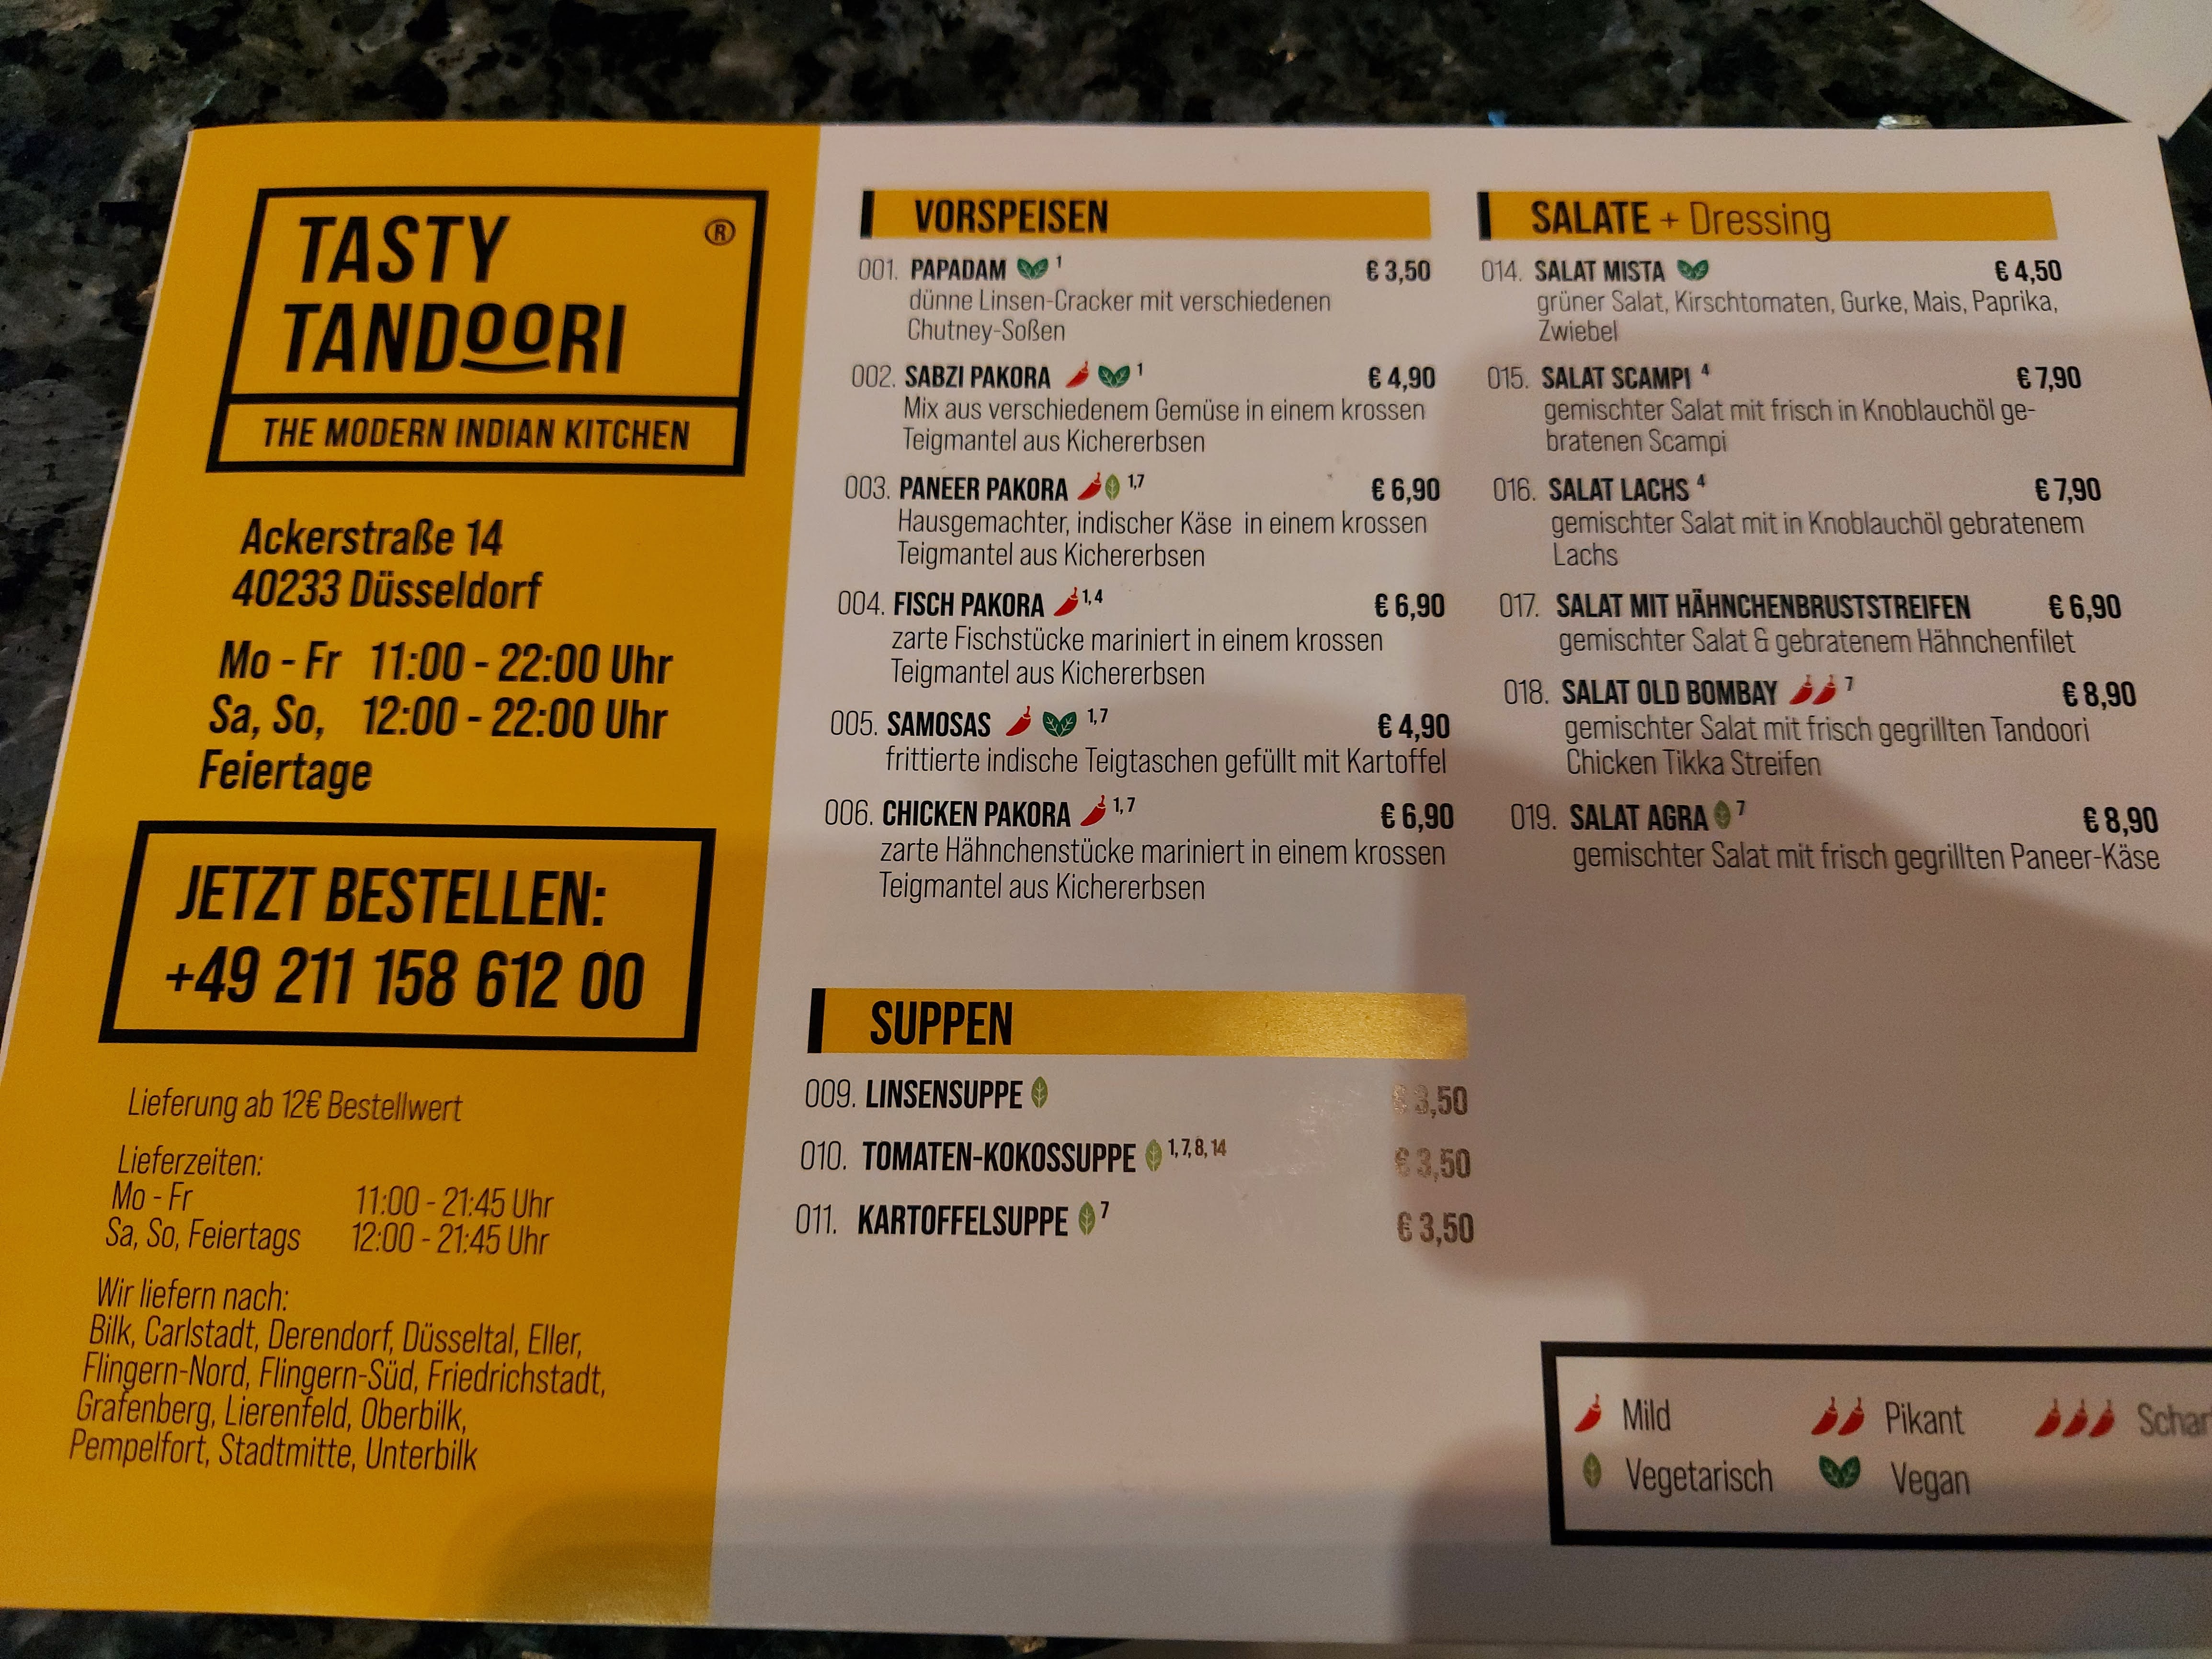 TASTY ®
TANDOORI
THE MODERN INDIAN KITCHEN
Ackerstraße 14
40233 Düsseldorf
Mo - Fr 11:00 - 22:00 Uhr
Sa, So, 12:00 - 22:00 Uhr
Feiertage
JETZT BESTELLEN:
+49 211 158 612 00
Lieferung ab 12€ Bestellwert
Lieferzeiten:
Mo - Fr 11:00 - 21:45 Uhr
Sa, So, Feiertags 12:00 - 21:45 Uhr
Wir liefern nach:
Bilk, Carlstadt, Derendorf, Düsseltal, Eller,
Flingern-Nord, Flingern-Süd, Friedrichstadt,
Grafenberg, Lierenfeld, Oberbilk,
Pempelfort, Stadtmitte, Unterbilk
VORSPEISEN
001. PAPADAM 1 € 3,50
dünne Linsen-Cracker mit verschiedenen
Chutney-Soßen
002. SABZI PAKORA 1 € 4,90
Mix aus verschiedenem Gemüse in einem krossen
Teigmantel aus Kichererbsen
003. PANEER PAKORA 1,7 € 6,90
Hausgemachter, indischer Käse in einem krossen
Teigmantel aus Kichererbsen
004. FISCH PAKORA 1,4 € 6,90
zarte Fischstücke mariniert in einem krossen
Teigmantel aus Kichererbsen
005. SAMOSAS 1,7 € 4,90
frittierte indische Teigtaschen gefüllt mit Kartoffel
006. CHICKEN PAKORA 1,7 € 6,90
zarte Hähnchenstücke mariniert in einem krossen
Teigmantel aus Kichererbsen
SUPPEN
009. LINSENSUPPE € 3,50
010. TOMATEN-KOKOSSUPPE 1,7,8,14 € 3,50
011. KARTOFFELSUPPE 7 € 3,50
SALATE + Dressing
014. SALAT MISTA € 4,50
grüner Salat, Kirschtomaten, Gurke, Mais, Paprika,
Zwiebel
015. SALAT SCAMPI 4 € 7,90
gemischter Salat mit frisch in Knoblauchöl ge-
bratenen Scampi
016. SALAT LACHS 4 € 7,90
gemischter Salat mit in Knoblauchöl gebratenem
Lachs
017. SALAT MIT HÄHNCHENBRUSTSTREIFEN € 6,90
gemischter Salat & gebratenem Hähnchenfilet
018. SALAT OLD BOMBAY 7 € 8,90
gemischter Salat mit frisch gegrillten Tandoori
Chicken Tikka Streifen
019. SALAT AGRA 7 € 8,90
gemischter Salat mit frisch gegrillten Paneer-Käse
Mild Pikant
Vegetarisch Vegan